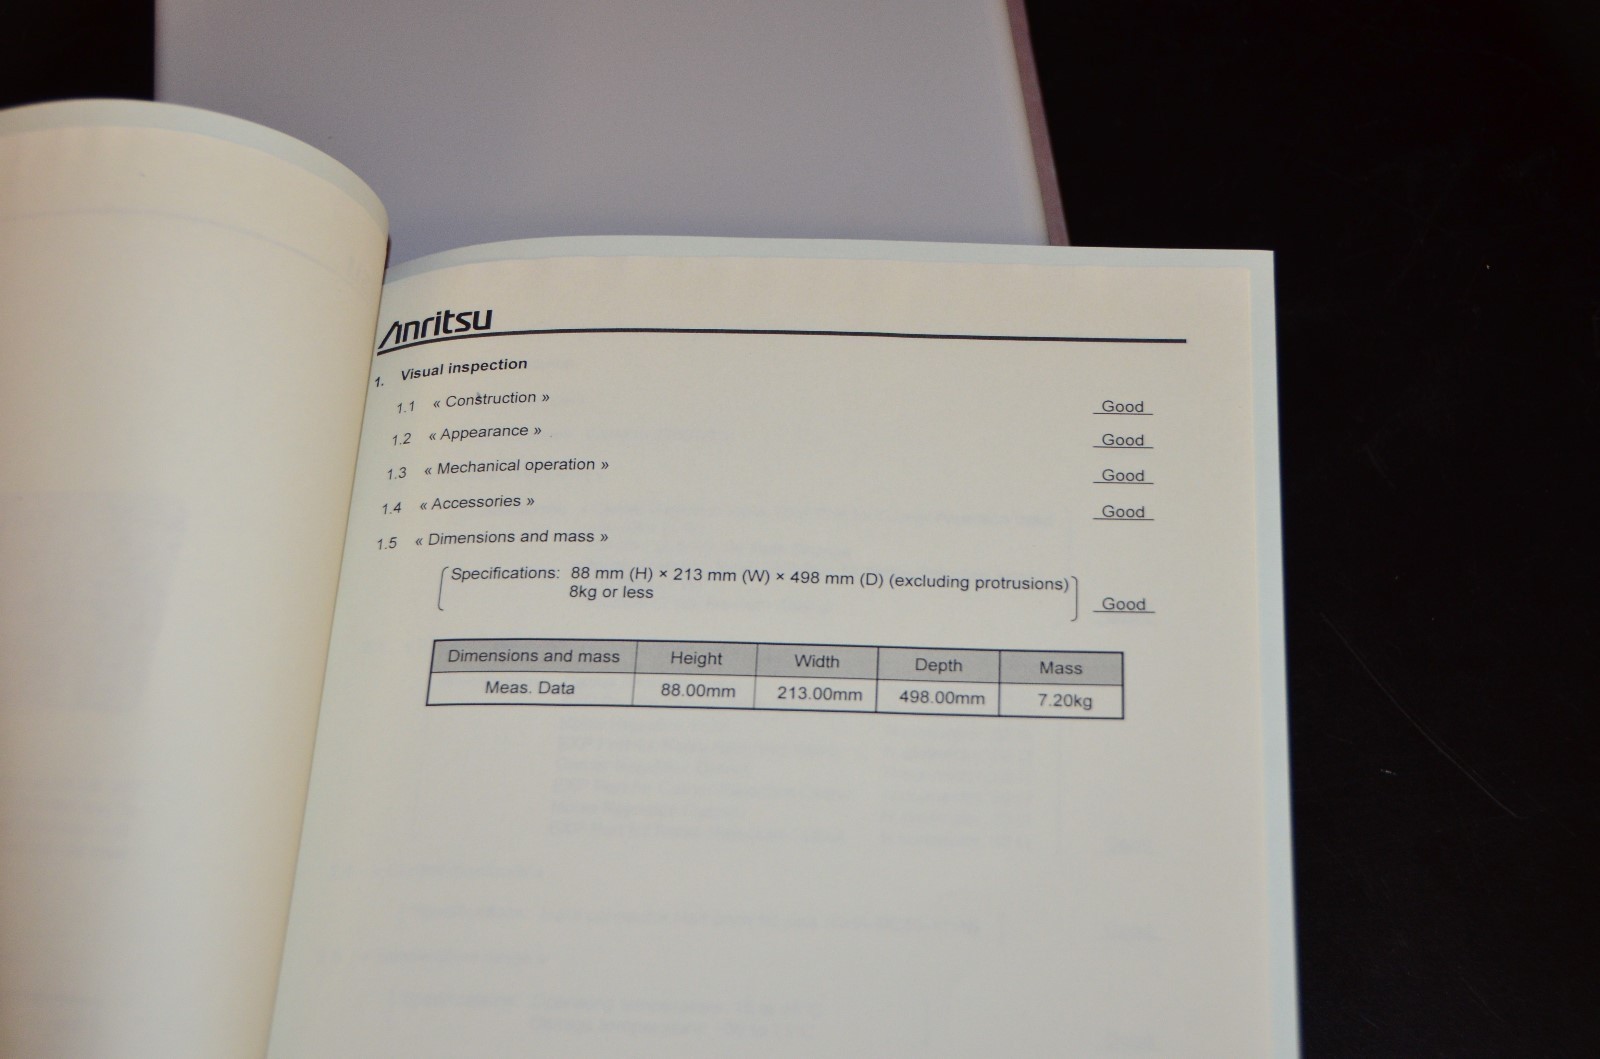 Anritsu
1. Visual inspection
1.1 « Construction » Good
1.2 « Appearance » Good
1.3 « Mechanical operation » Good
1.4 « Accessories » Good
1.5 « Dimensions and mass »
Specifications: 88 mm (H) × 213 mm (W) × 498 mm (D) (excluding protrusions)
8kg or less Good
Dimensions and mass Height Width Depth Mass
Meas. Data 88.00mm 213.00mm 498.00mm 7.20kg